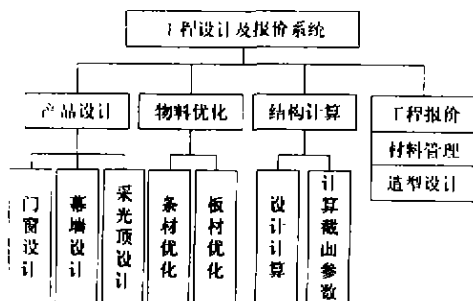 工程设计及报价系统
产品设计
物料优化
结构计算
工程报价
材料管理
造型设计
门窗设计
幕墙设计
采光顶设计
条材优化
板材优化
设计计算
计算截面参数